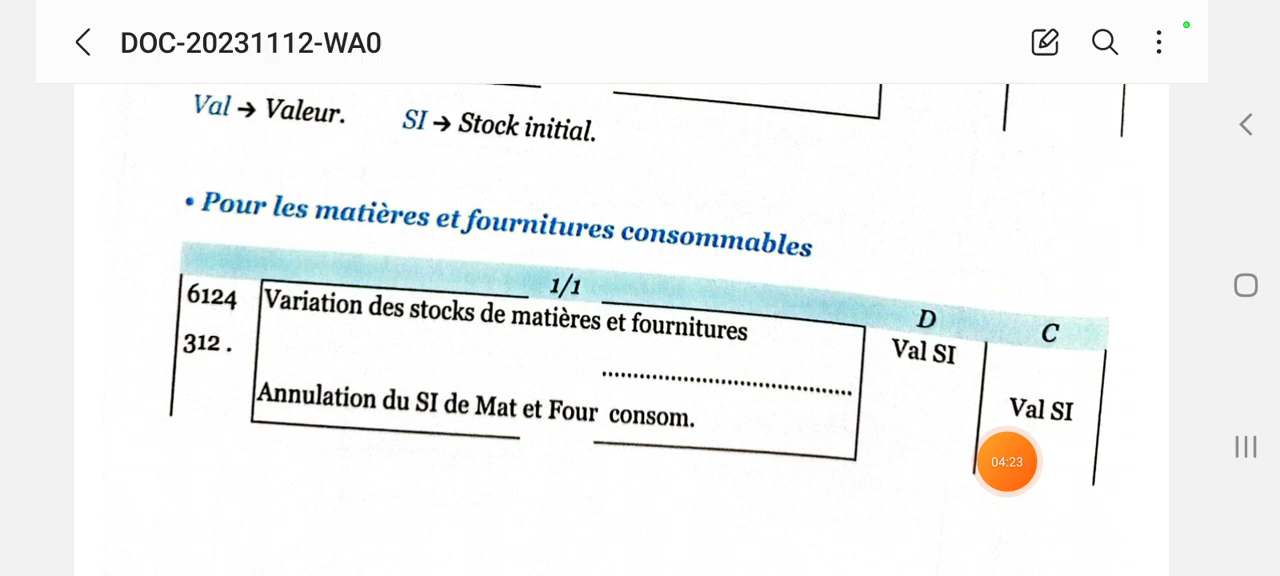 DOC-20231112-WA0
Val → Valeur. SI → Stock initial.
• Pour les matières et fournitures consommables
1/1 D C
6124 Variation des stocks de matières et fournitures Val SI
312 . ........................................... Val SI
Annulation du SI de Mat et Four consom.
04:23